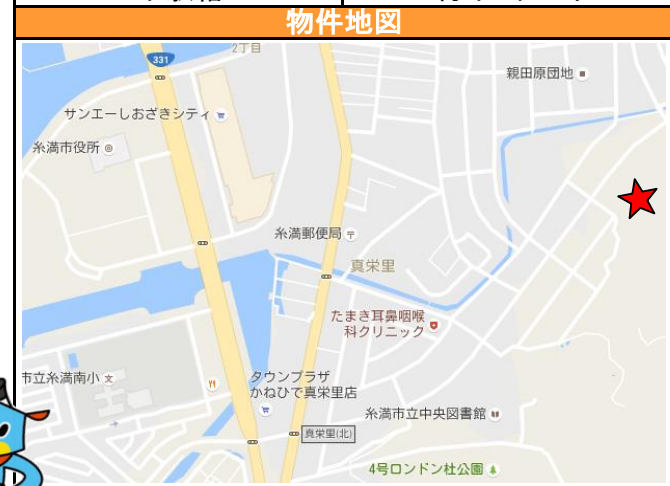 物件地図
2丁目
331
親田原団地
サンエーしおざきシティ
糸満市役所
糸満郵便局
真栄里
たまき耳鼻咽喉
科クリニック
市立糸満南小
タウンプラザ
かねひで真栄里店
糸満市立中央図書館
真栄里(北)
4号ロンドン杜公園